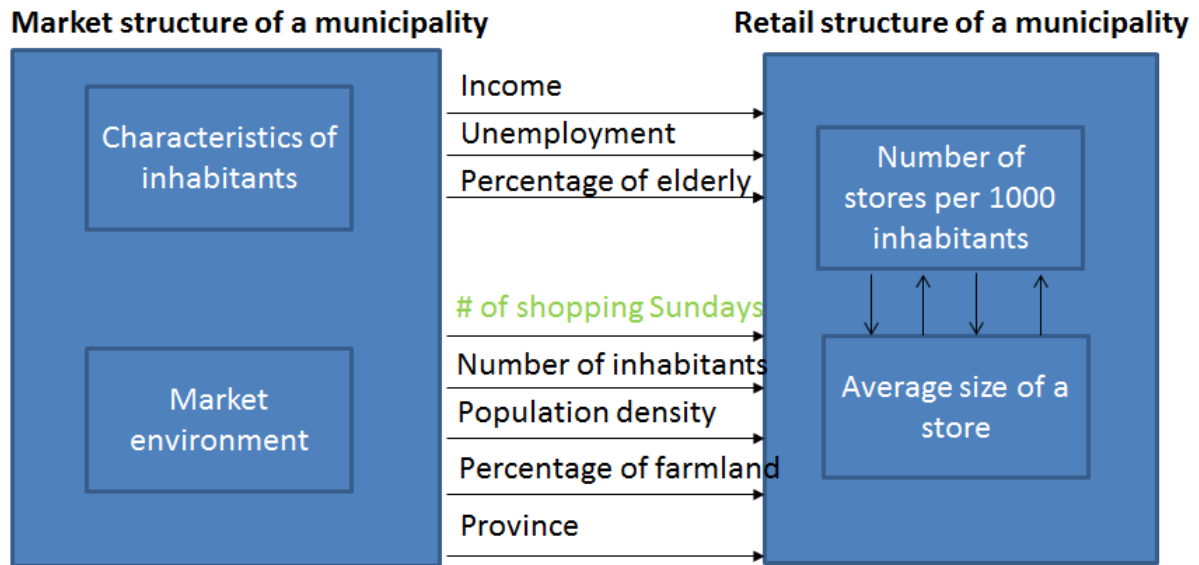 Market structure of a municipality
Retail structure of a municipality
Characteristics of
inhabitants
Income
Unemployment
Percentage of elderly
Number of
stores per 1000
inhabitants
# of shopping Sundays
Number of inhabitants
Population density
Percentage of farmland
Province
Market
environment
Average size of a
store